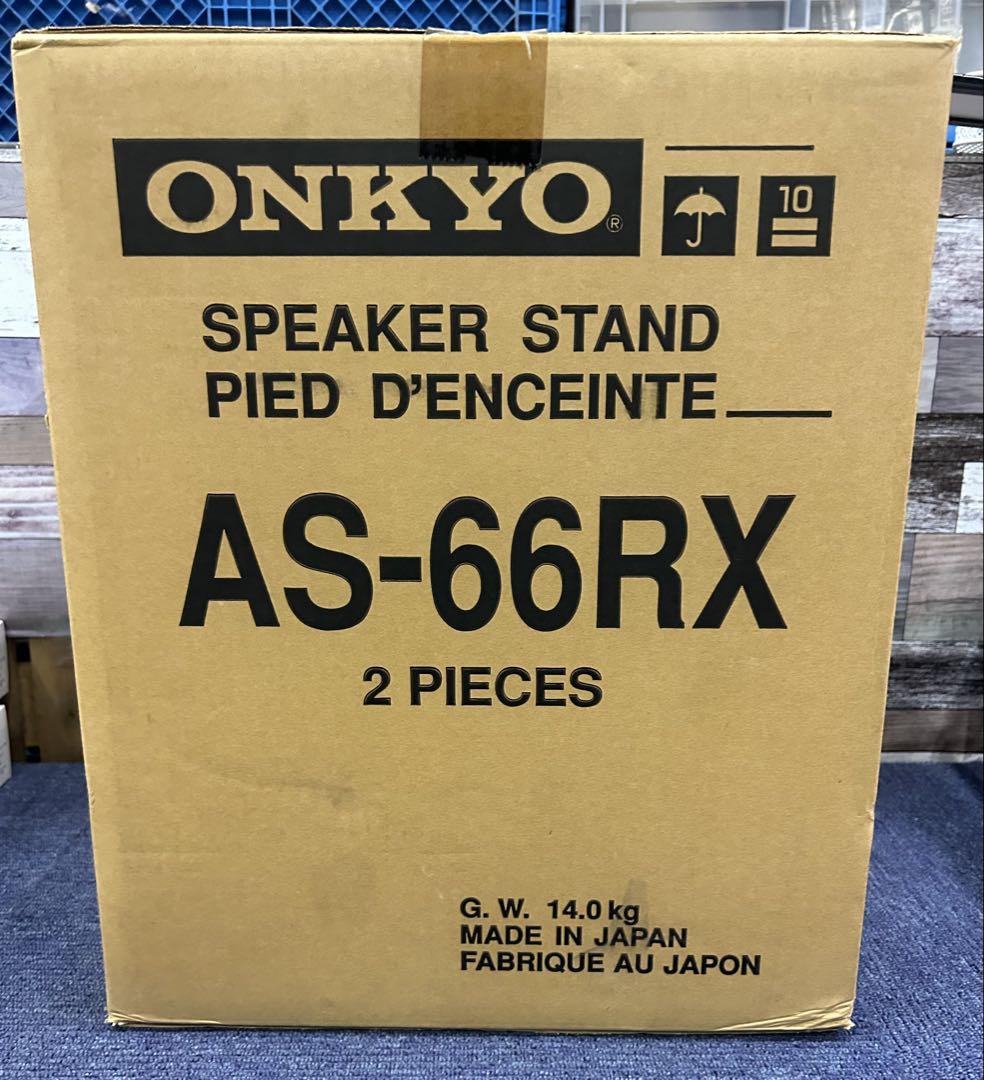 ONKYO®
10
SPEAKER STAND
PIED D'ENCEINTE
AS-66RX
2 PIECES
G. W. 14.0 kg
MADE IN JAPAN
FABRIQUE AU JAPON